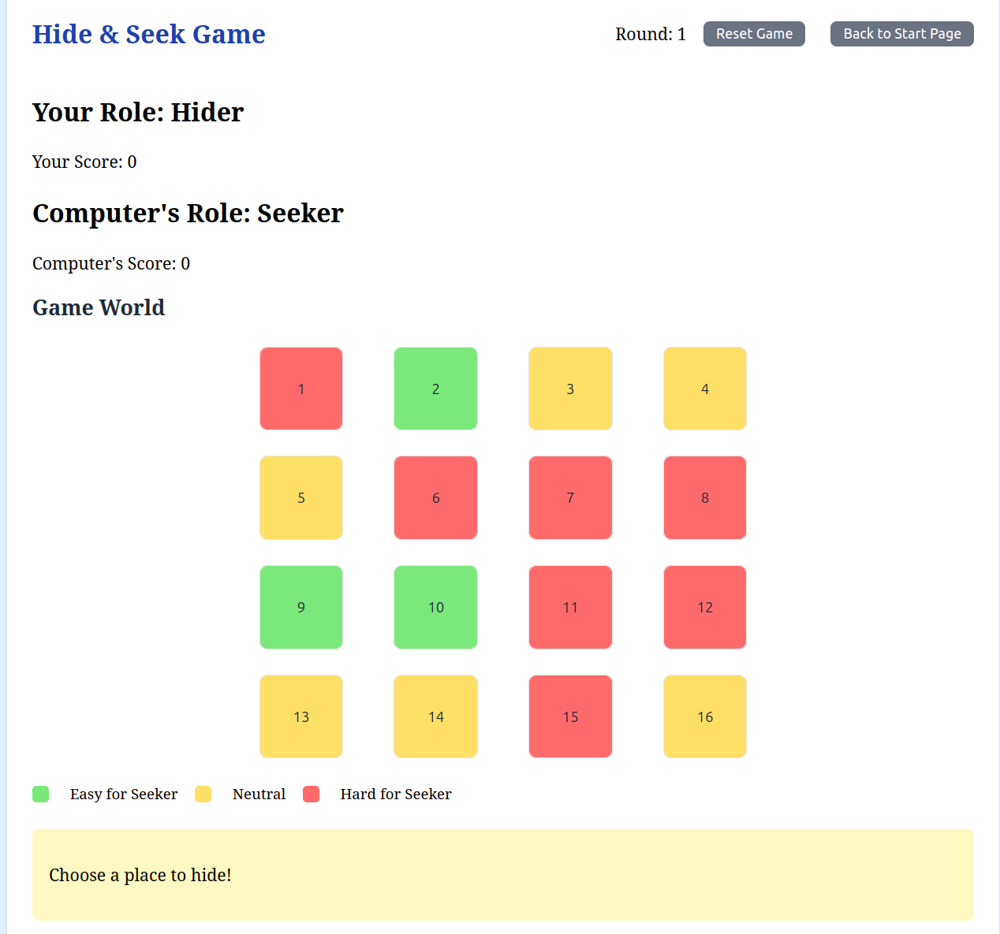 Hide & Seek Game
Round: 1
Reset Game
Back to Start Page
Your Role: Hider
Your Score: 0
Computer's Role: Seeker
Computer's Score: 0
Game World
1 2 3 4
5 6 7 8
9 10 11 12
13 14 15 16
Easy for Seeker Neutral Hard for Seeker
Choose a place to hide!